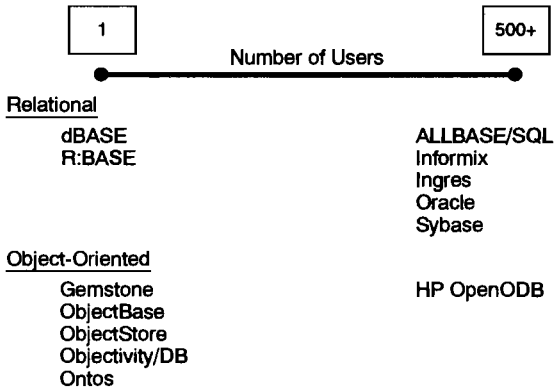 1
500+
Number of Users
Relational
dBASE
ALLBASE/SQL
R:BASE
Informix
Ingres
Oracle
Sybase
Object-Oriented
Gemstone
HP OpenODB
ObjectBase
ObjectStore
Objectivity/DB
Ontos